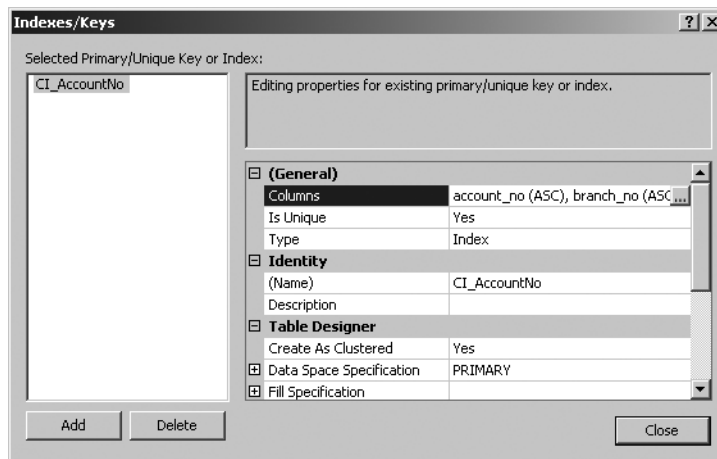 Indexes/Keys
Selected Primary/Unique Key or Index:
CI_AccountNo
Editing properties for existing primary/unique key or index.
(General)
Columns account_no (ASC), branch_no (ASC ...
Is Unique Yes
Type Index
Identity
(Name) CI_AccountNo
Description
Table Designer
Create As Clustered Yes
Data Space Specification PRIMARY
Fill Specification
Add Delete
Close